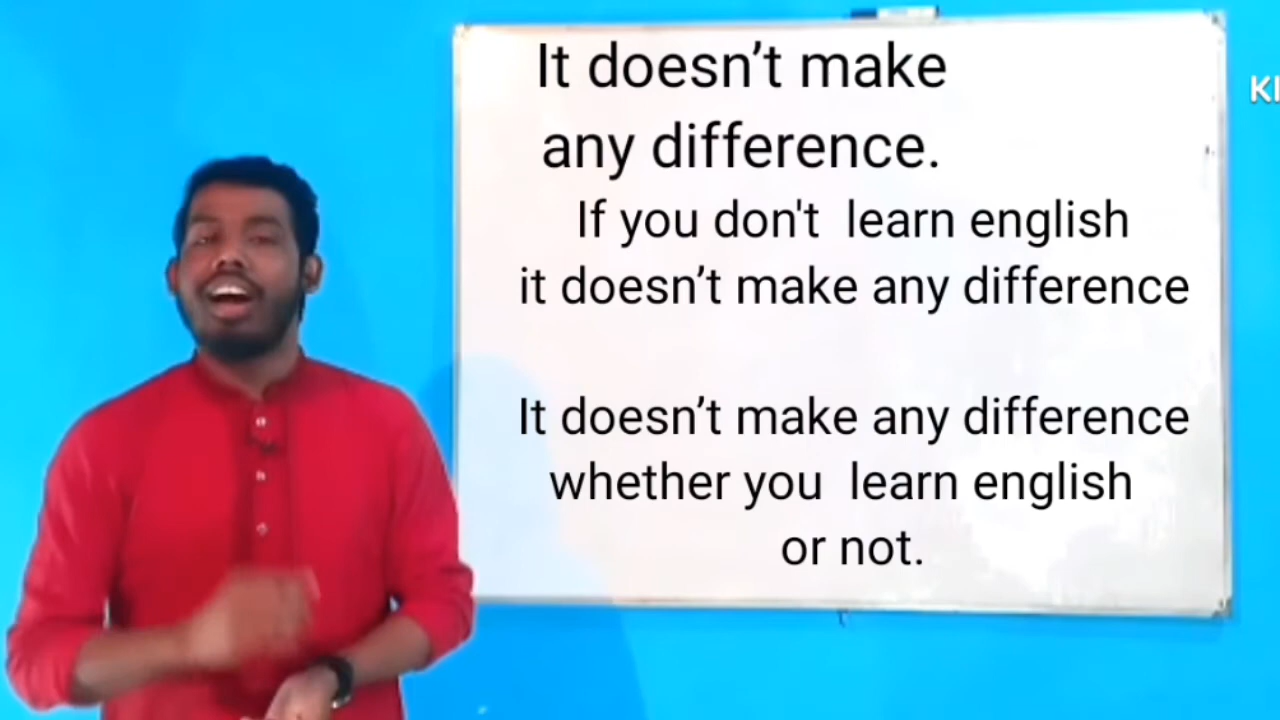 It doesn’t make
any difference.
If you don't learn english
it doesn’t make any difference
It doesn’t make any difference
whether you learn english
or not.